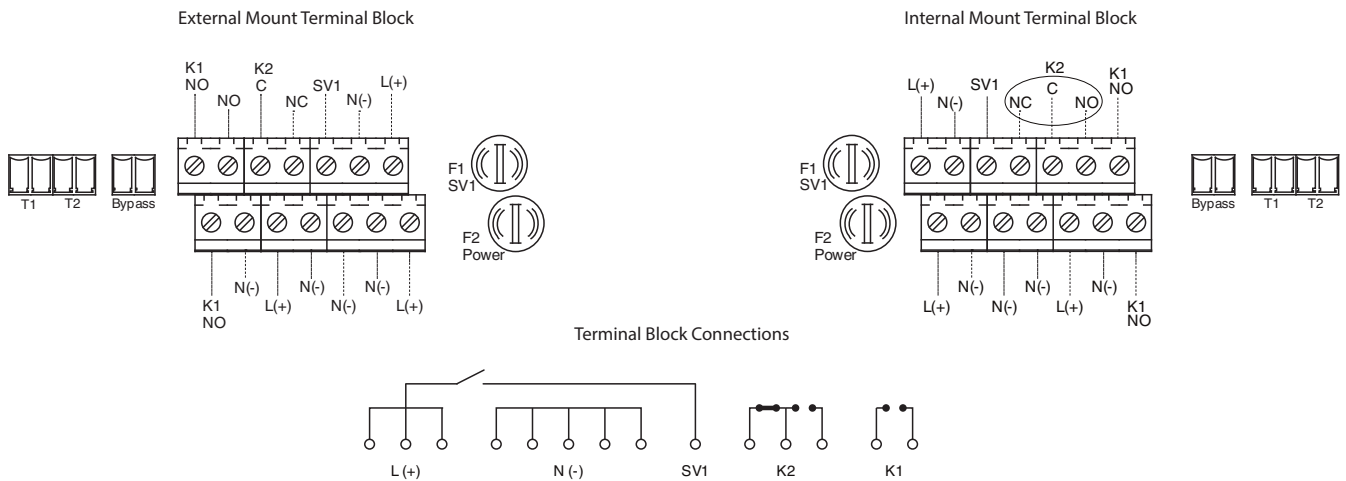 External Mount Terminal Block
Internal Mount Terminal Block
K1
NO
NO
K2
C
NC
SV1
N(-)
L(+)
T1
T2
Bypass
F1
SV1
F2
Power
K1
NO
N(-)
L(+)
N(-)
N(-)
N(-)
L(+)
L(+)
N(-)
SV1
K2
NC
C
NO
K1
NO
F1
SV1
F2
Power
Bypass
T1
T2
L(+)
N(-)
N(-)
N(-)
L(+)
N(-)
K1
NO
Terminal Block Connections
L (+)
N (-)
SV1
K2
K1